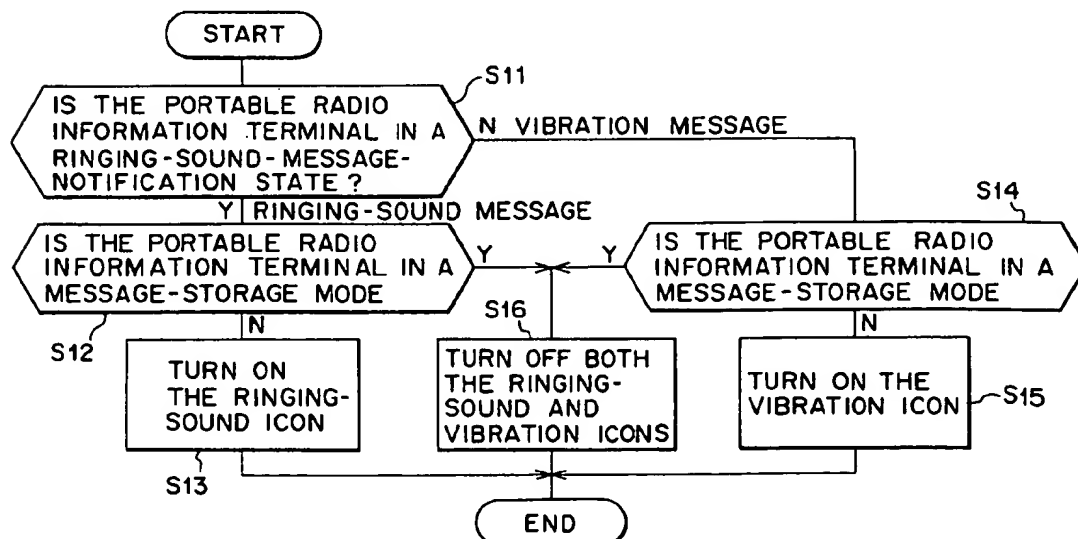 START
S11
IS THE PORTABLE RADIO
INFORMATION TERMINAL IN A
RINGING-SOUND-MESSAGE-
NOTIFICATION STATE?
N VIBRATION MESSAGE
Y RINGING-SOUND MESSAGE
S14
IS THE PORTABLE RADIO
INFORMATION TERMINAL IN A
MESSAGE-STORAGE MODE
Y
Y
IS THE PORTABLE RADIO
INFORMATION TERMINAL IN A
MESSAGE-STORAGE MODE
S12
N
S16
N
TURN ON
THE RINGING-
SOUND ICON
TURN OFF BOTH
THE RINGING-
SOUND AND
VIBRATION ICONS
TURN ON THE
VIBRATION ICON
S15
S13
END